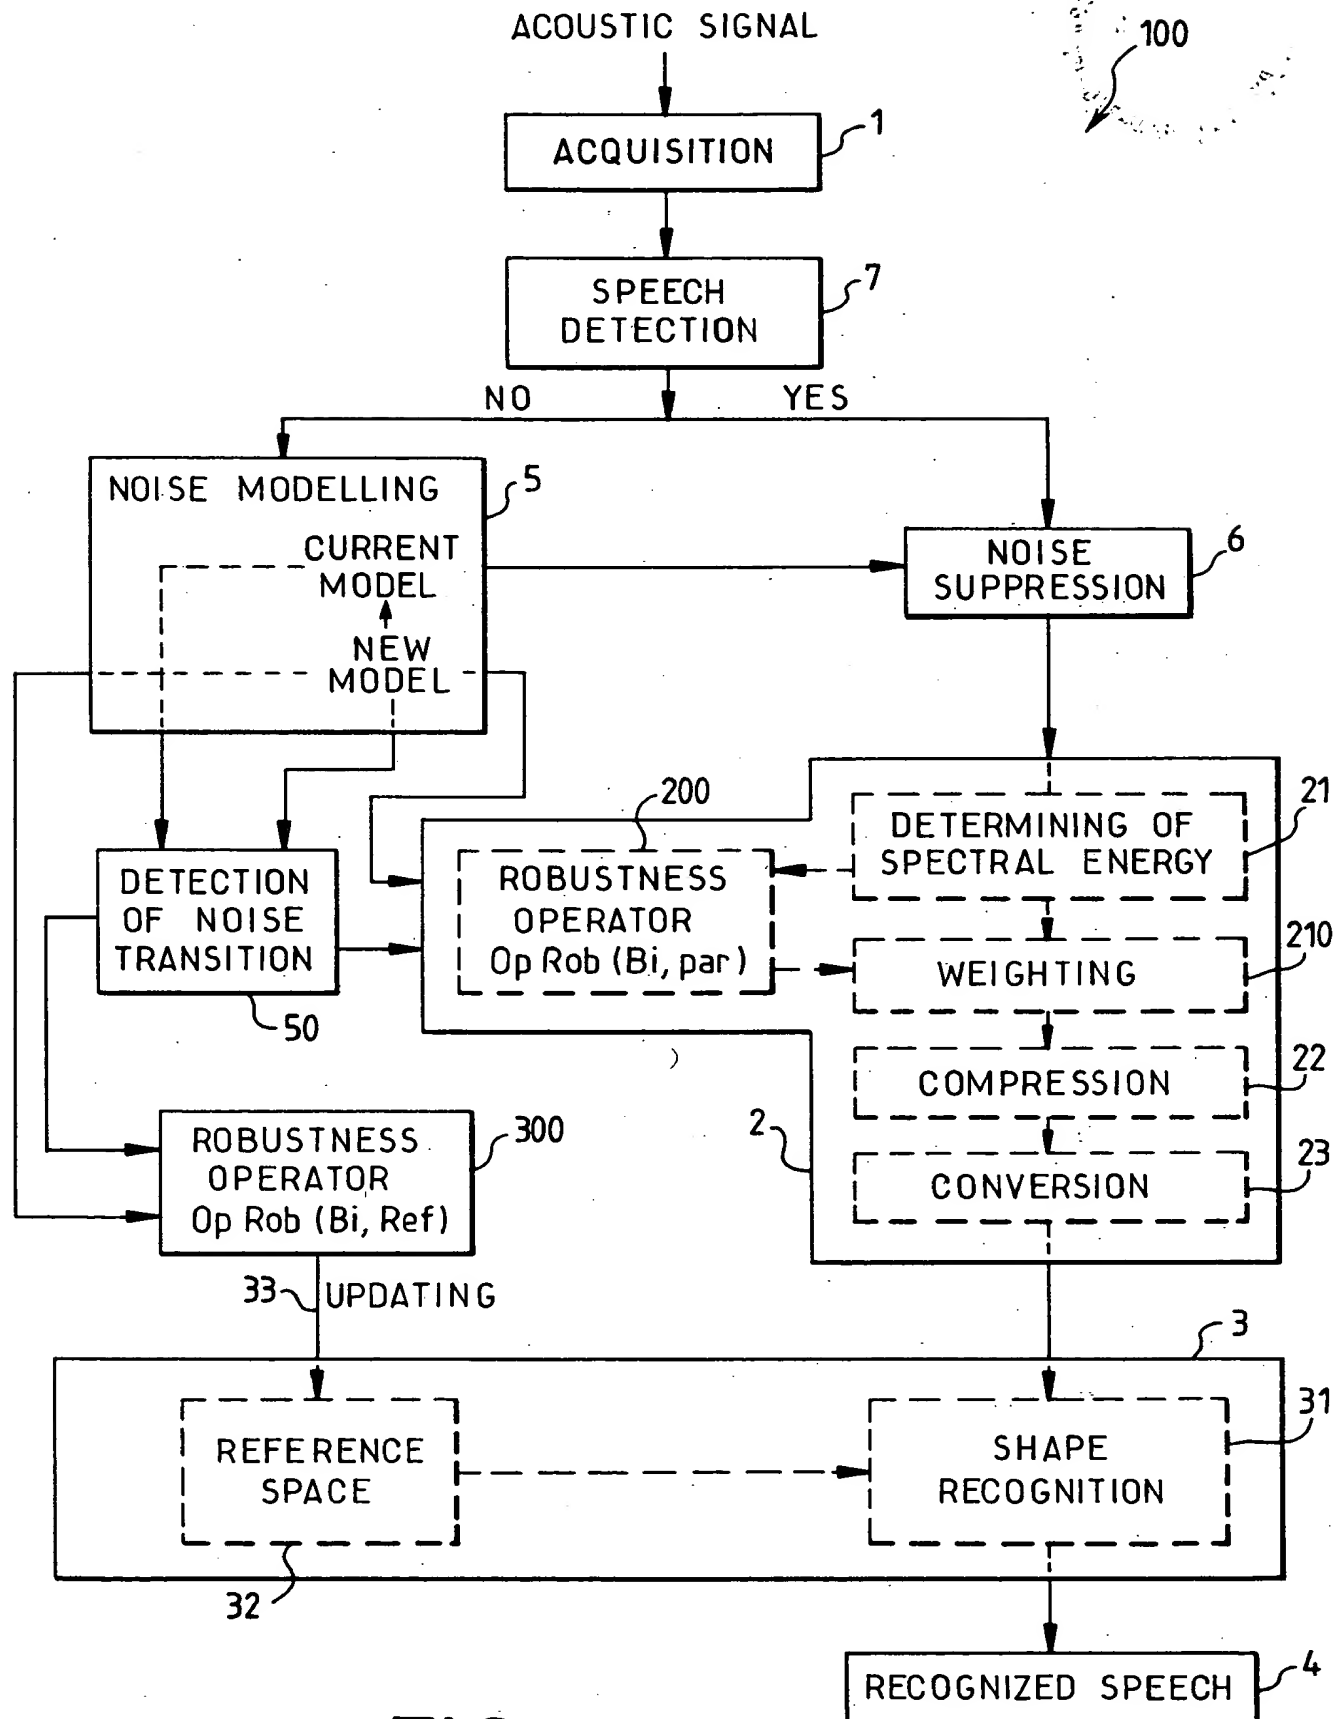 ACOUSTIC SIGNAL
100
ACQUISITION
1
SPEECH
DETECTION
7
NO
YES
NOISE MODELLING
5
CURRENT
MODEL
NEW
MODEL
NOISE
SUPPRESSION
6
200
21
DETERMINING OF
SPECTRAL ENERGY
DETECTION
OF NOISE
TRANSITION
50
ROBUSTNESS
OPERATOR
Op Rob (Bi, par)
WEIGHTING
210
COMPRESSION
22
CONVERSION
23
2
ROBUSTNESS
OPERATOR
Op Rob (Bi, Ref)
300
33
UPDATING
3
REFERENCE
SPACE
32
SHAPE
RECOGNITION
31
RECOGNIZED SPEECH
4